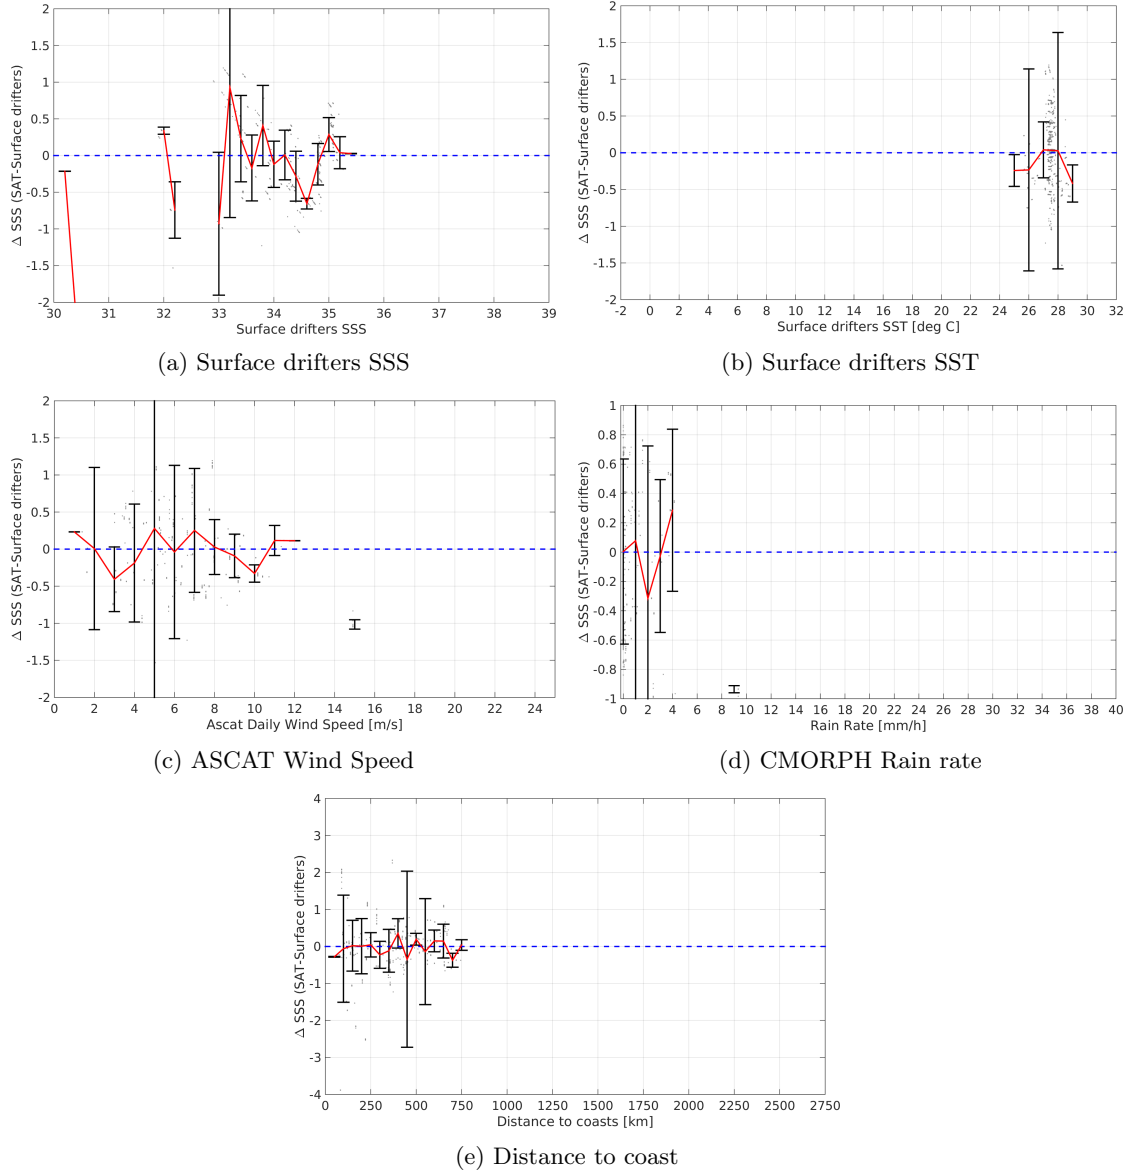 2
1.5
1
0.5
0
-0.5
-1
-1.5
-2
Δ SSS (SAT-Surface drifters)
30 31 32 33 34 35 36 37 38 39
Surface drifters SSS
(a) Surface drifters SSS
2
1.5
1
0.5
0
-0.5
-1
-1.5
-2
Δ SSS (SAT-Surface drifters)
-2 0 2 4 6 8 10 12 14 16 18 20 22 24 26 28 30 32
Surface drifters SST [deg C]
(b) Surface drifters SST
2
1.5
1
0.5
0
-0.5
-1
-1.5
-2
Δ SSS (SAT-Surface drifters)
0 2 4 6 8 10 12 14 16 18 20 22 24
Ascat Daily Wind Speed [m/s]
(c) ASCAT Wind Speed
1
0.8
0.6
0.4
0.2
0
-0.2
-0.4
-0.6
-0.8
-1
Δ SSS (SAT-Surface drifters)
0 2 4 6 8 10 12 14 16 18 20 22 24 26 28 30 32 34 36 38 40
Rain Rate [mm/h]
(d) CMORPH Rain rate
4
3
2
1
0
-1
-2
-3
-4
Δ SSS (SAT-Surface drifters)
0 250 500 750 1000 1250 1500 1750 2000 2250 2500 2750
Distance to coasts [km]
(e) Distance to coast